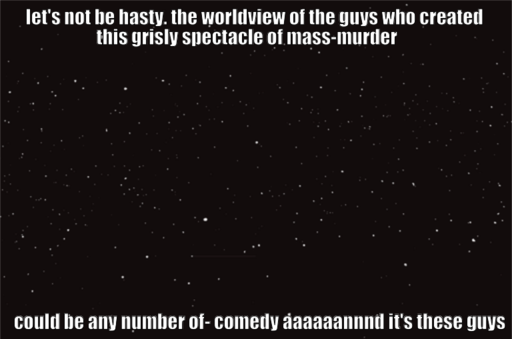 let's not be hasty. the worldview of the guys who created
this grisly spectacle of mass-murder
could be any number of- comedy aaaaaannnd it's these guys